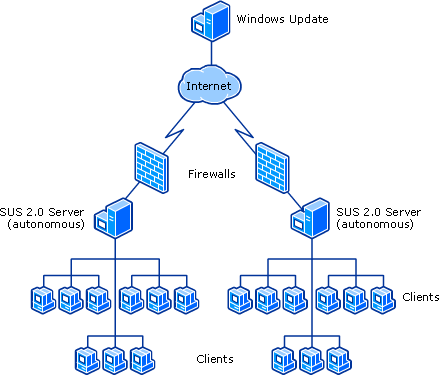 Windows Update
Internet
Firewalls
SUS 2.0 Server
(autonomous)
SUS 2.0 Server
(autonomous)
Clients
Clients